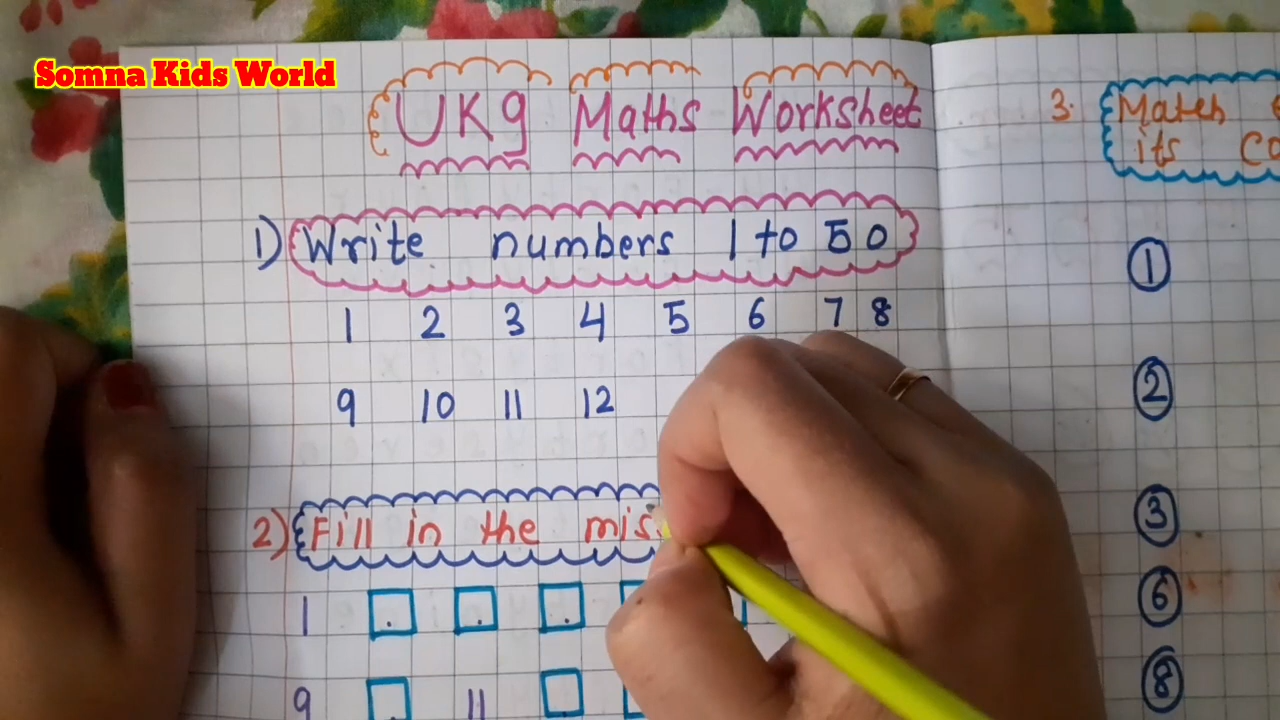 Somna Kids World
UKg Maths Worksheet
1) Write numbers 1 to 50
1 2 3 4 5 6 7 8
9 10 11 12
2) Fill in the
1
9 11
3. Match
its
1
2
3
6
8